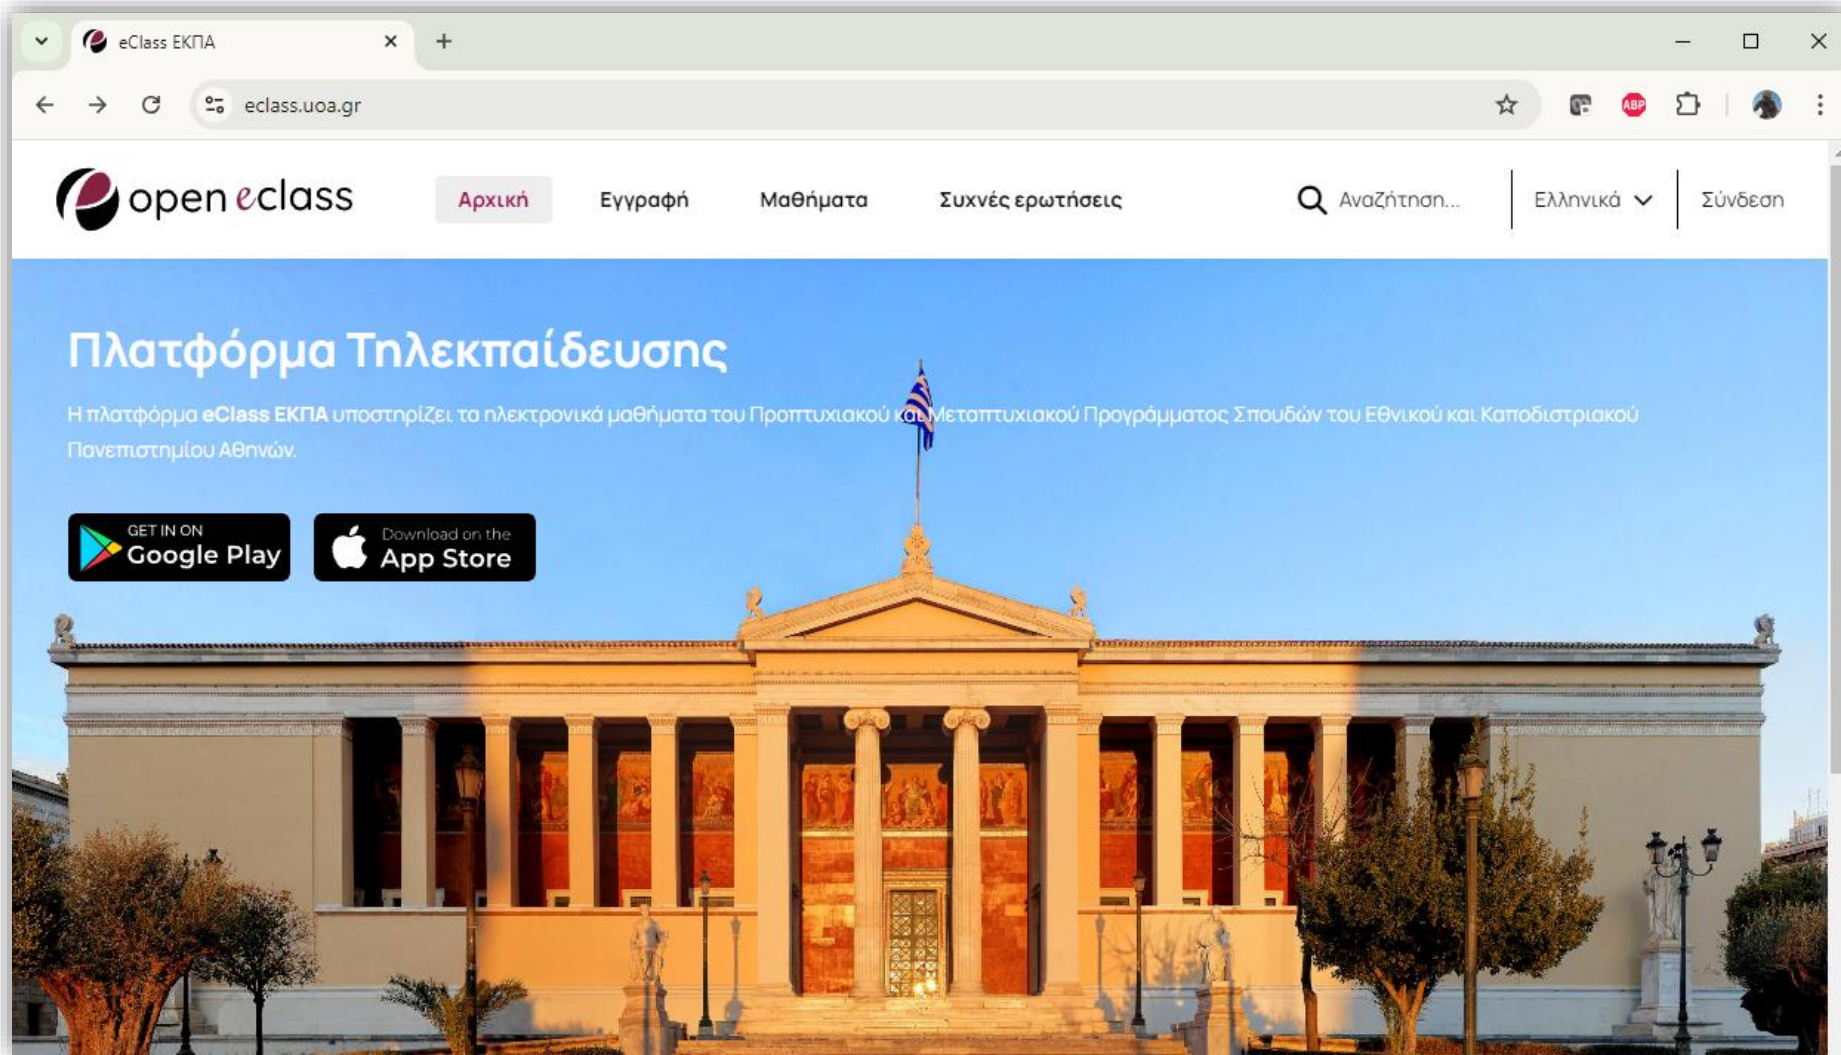 eClass ΕΚΠΑ
eclass.uoa.gr
ABP
open eclass
Αρχική
Εγγραφή
Μαθήματα
Συχνές ερωτήσεις
Αναζήτηση...
Ελληνικά
Σύνδεση
Πλατφόρμα Τηλεκπαίδευσης
Η πλατφόρμα eClass ΕΚΠΑ υποστηρίζει τα ηλεκτρονικά μαθήματα του Προπτυχιακού και Μεταπτυχιακού Προγράμματος Σπουδών του Εθνικού και Καποδιστριακού
Πανεπιστημίου Αθηνών.
GET IN ON
Google Play
Download on the
App Store